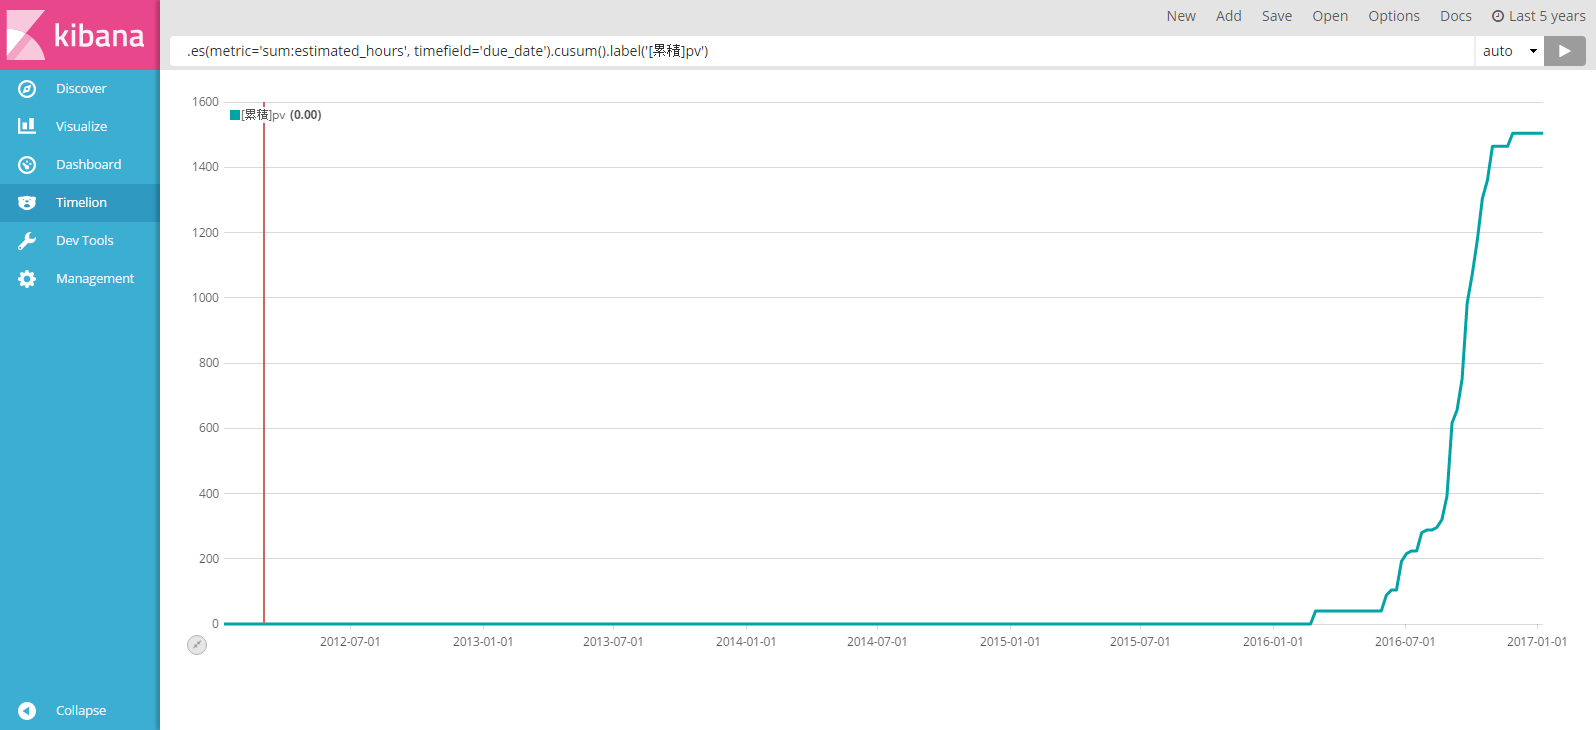 kibana
New Add Save Open Options Docs Last 5 years
.es(metric='sum:estimated_hours', timefield='due_date').cusum().label('[累積]pv')
auto
Discover
Visualize
Dashboard
Timelion
Dev Tools
Management
Collapse
[累積]pv (0.00)
1600
1400
1200
1000
800
600
400
200
0
2012-07-01 2013-01-01 2013-07-01 2014-01-01 2014-07-01 2015-01-01 2015-07-01 2016-01-01 2016-07-01 2017-01-01